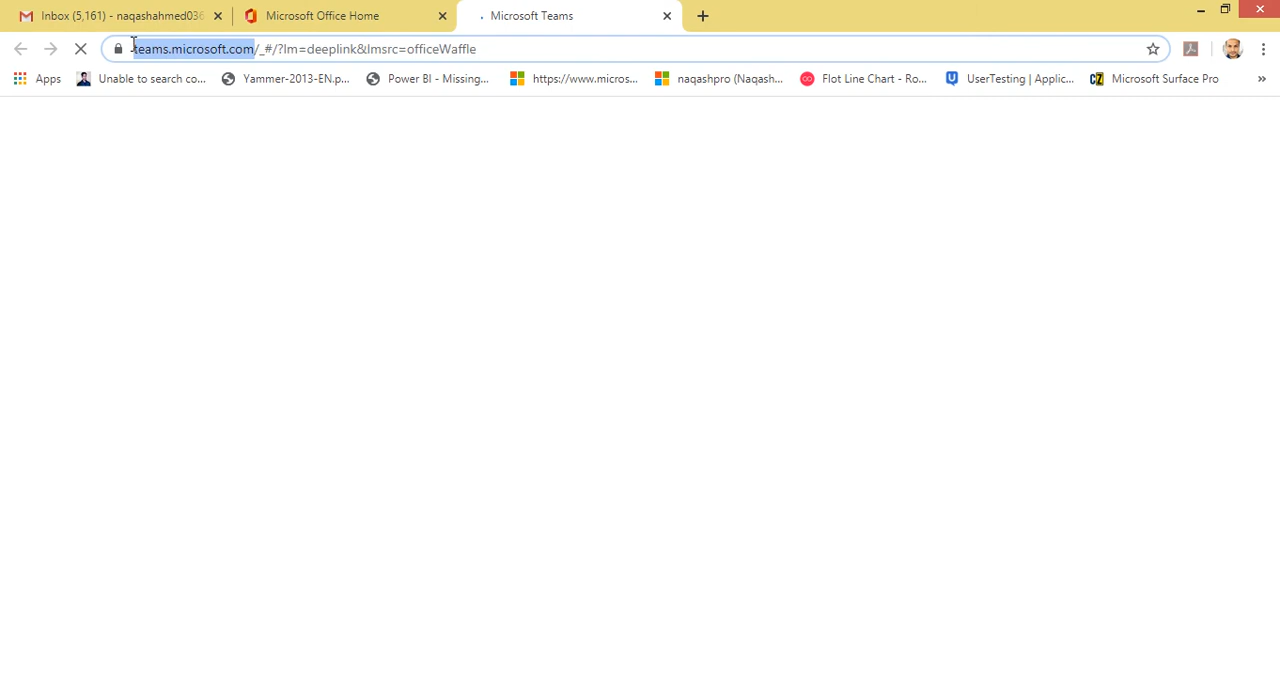 Inbox (5,161) - naqashahmed036
Microsoft Office Home
Microsoft Teams
teams.microsoft.com/_#/?lm=deeplink&lmsrc=officeWaffle
Apps
Unable to search co...
Yammer-2013-EN.p...
Power BI - Missing...
https://www.micros...
naqashpro (Naqash...
Flot Line Chart - Ro...
UserTesting | Applic...
CZ
Microsoft Surface Pro